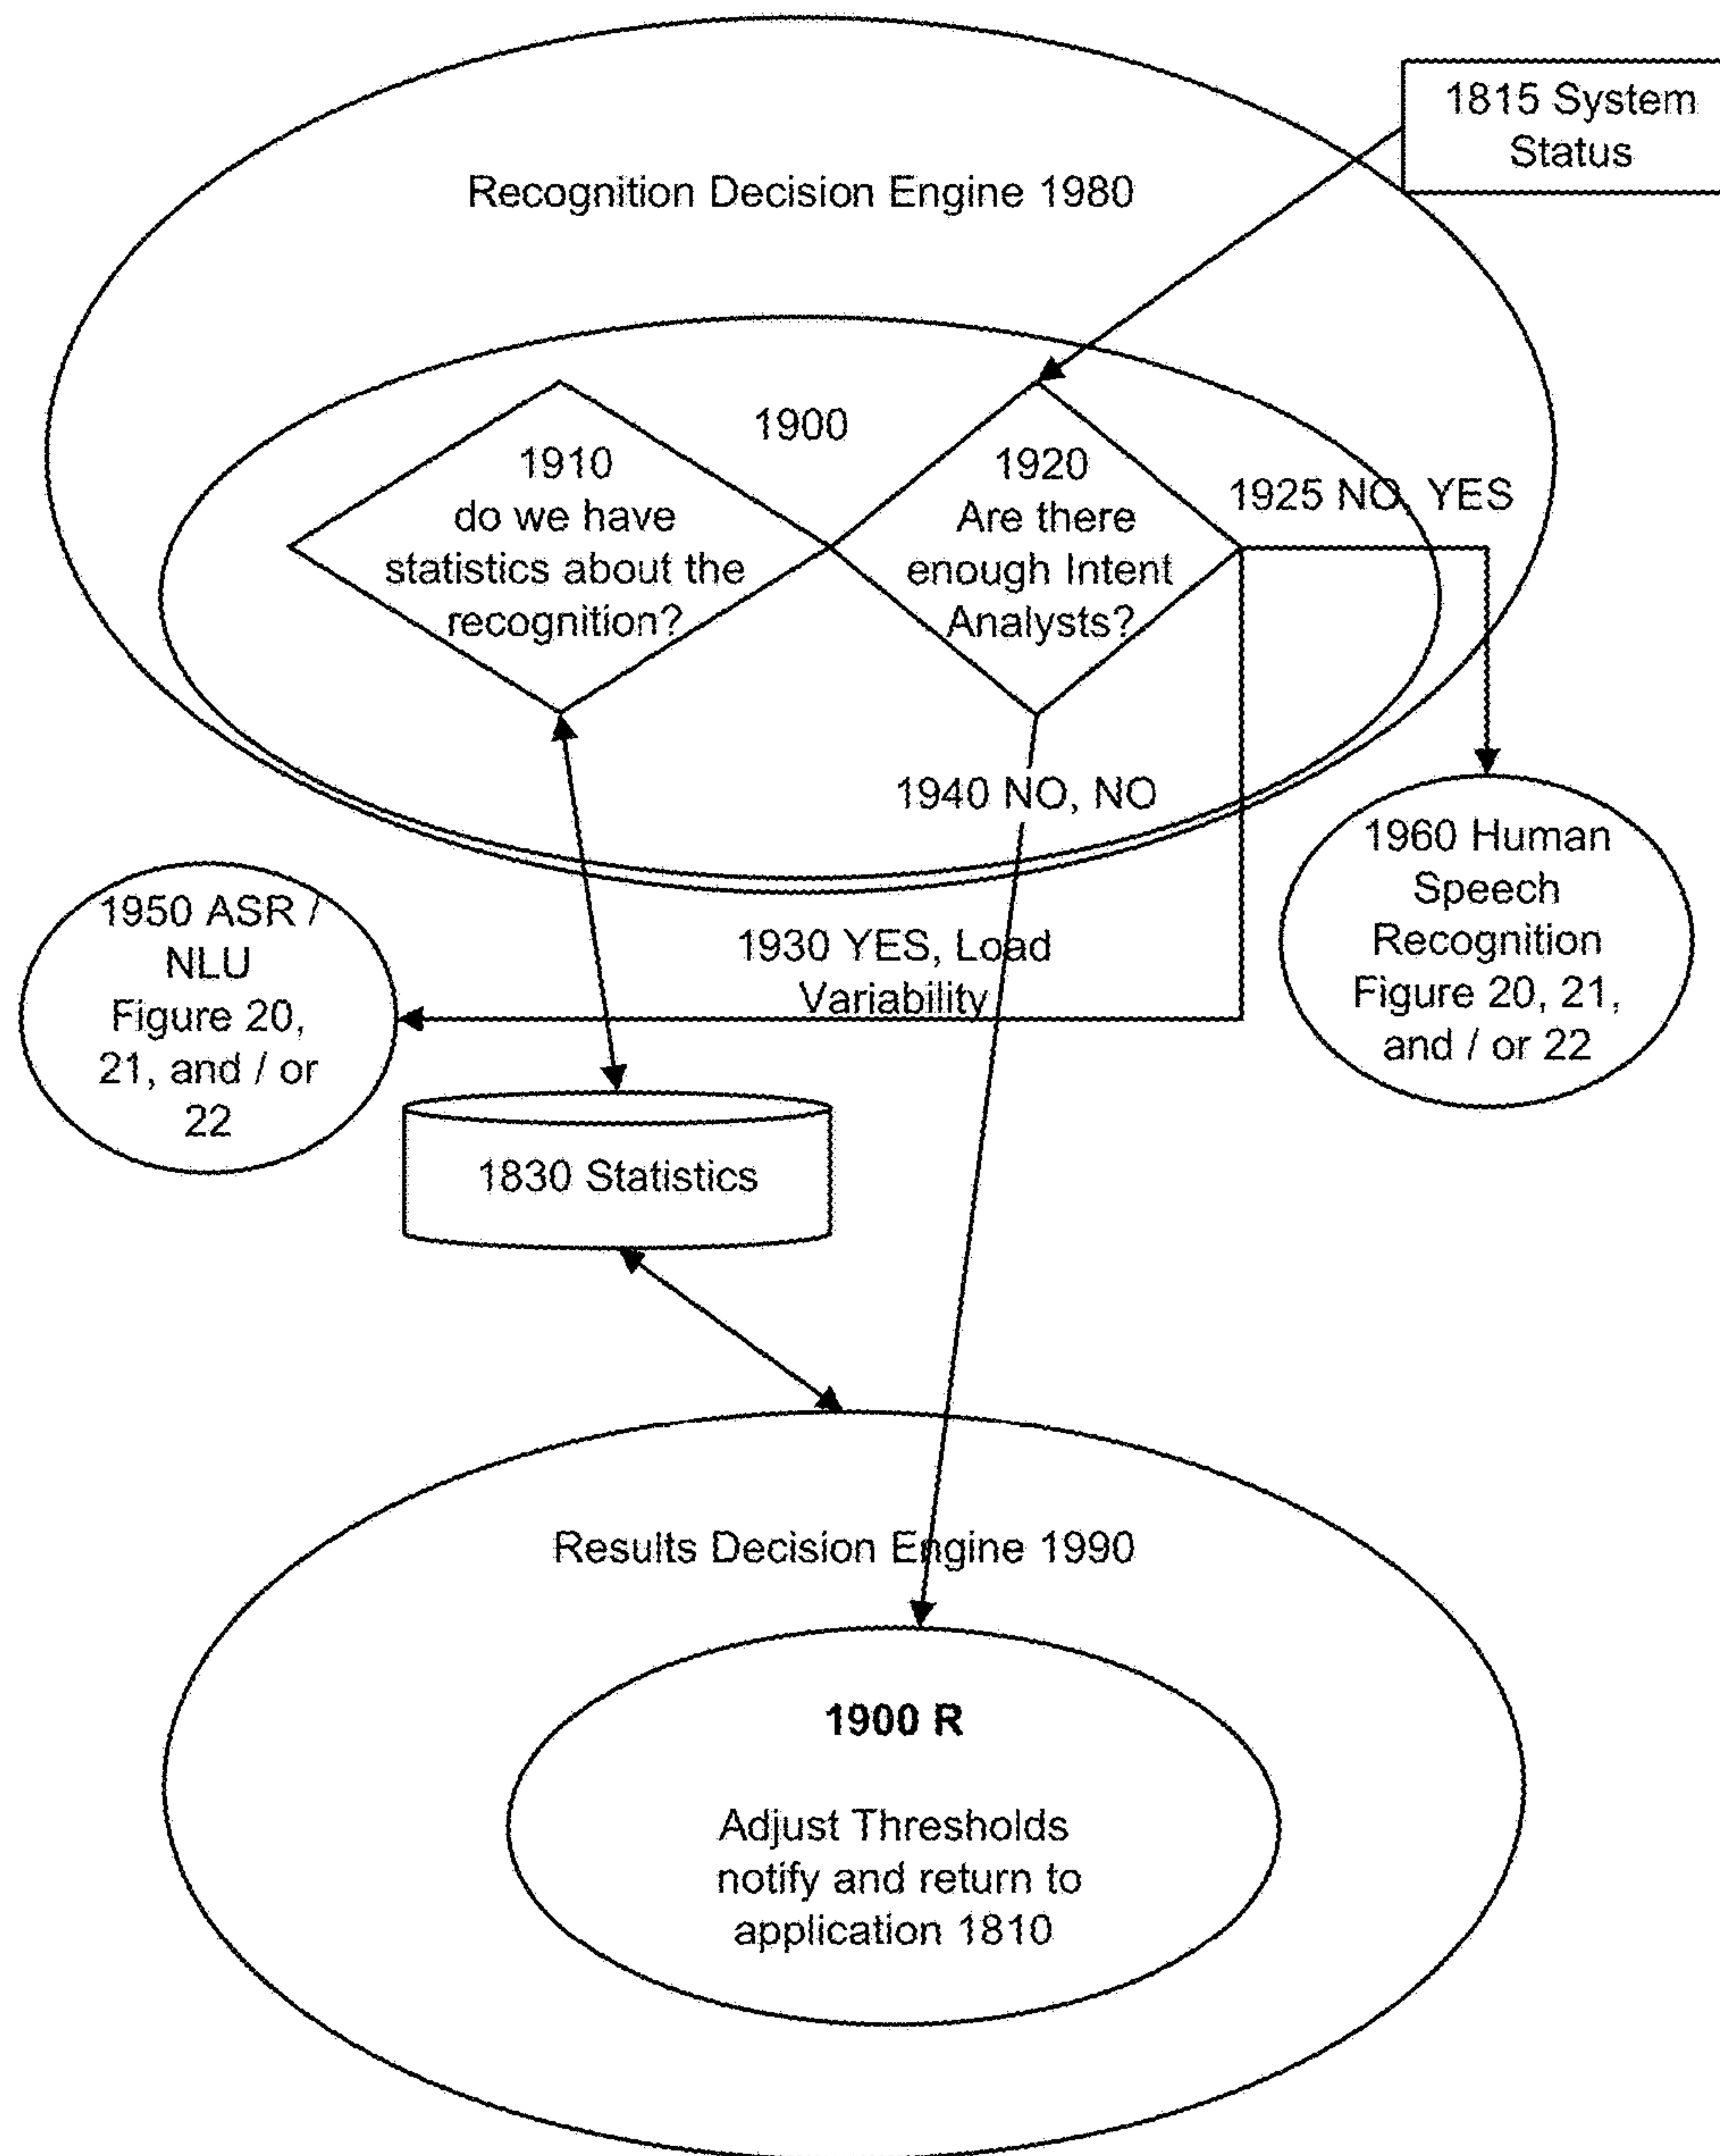 1815 System
Status
Recognition Decision Engine 1980
1900
1910
do we have
statistics about the
recognition?
1920
Are there
enough Intent
Analysts?
1925 NO, YES
1940 NO, NO
1960 Human
Speech
Recognition
Figure 20, 21,
and / or 22
1950 ASR /
NLU
Figure 20,
21, and / or
22
1930 YES, Load
Variability
1830 Statistics
Results Decision Engine 1990
1900 R
Adjust Thresholds
notify and return to
application 1810